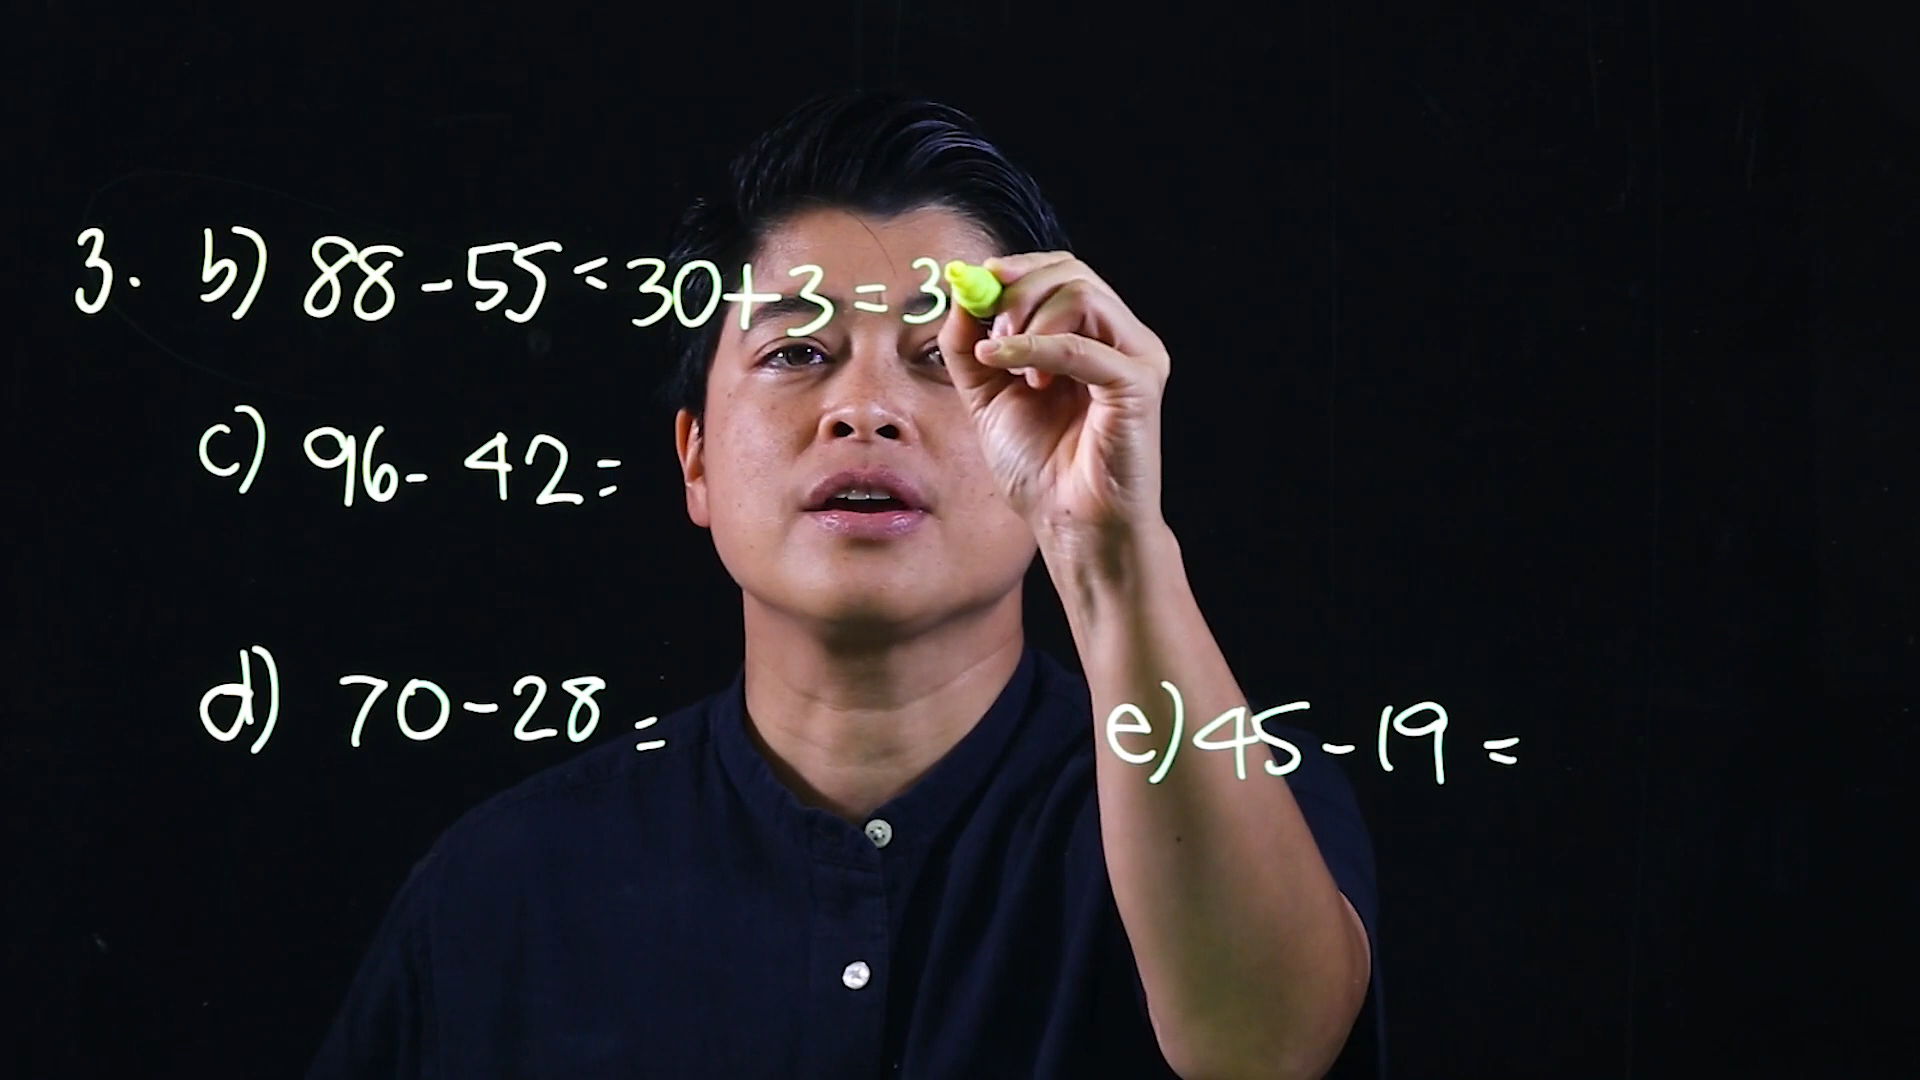 3. b) 88-55=30+3=3
c) 96-42=
d) 70-28=
e) 45-19=